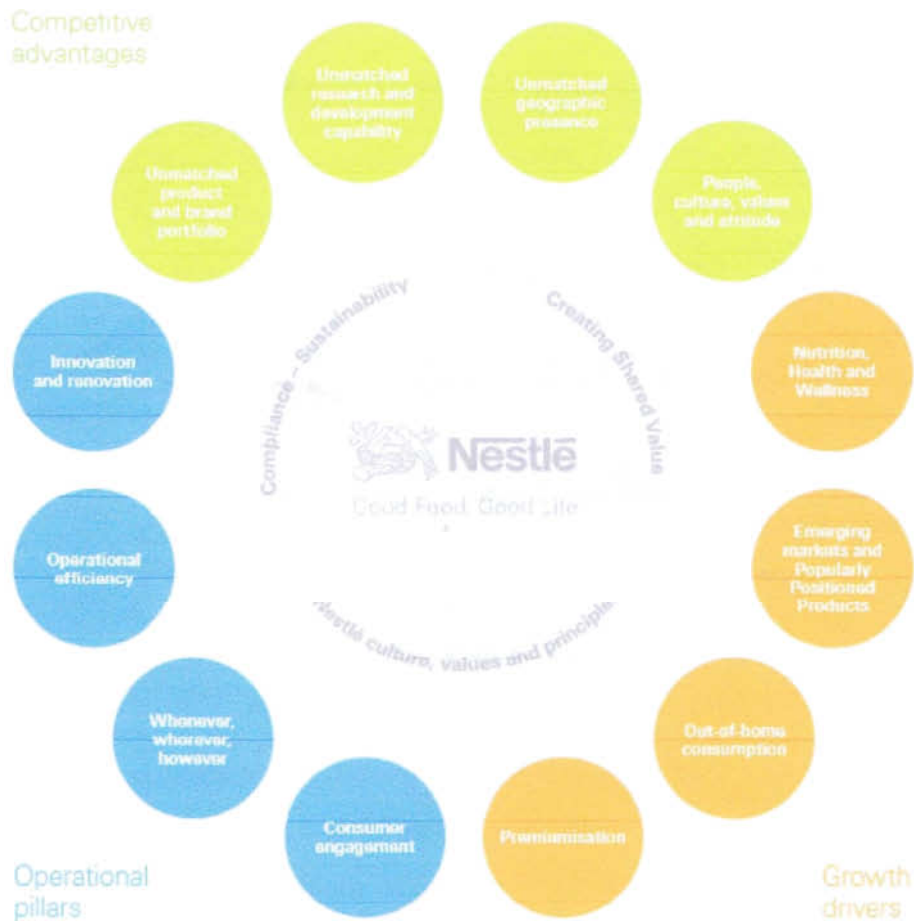 Competitive
advantages
Unmatched
research and
development
capability
Unmatched
geographic
presence
Unmatched
product
and brand
portfolio
People,
culture, values
and attitude
Innovation
and renovation
Compliance – Sustainability
Creating Shared Value
Nutrition,
Health and
Wellness
Nestlé
Good Food, Good Life
Operational
efficiency
Emerging
markets and
Popularly
Positioned
Products
Nestlé culture, values and principle
Whenever,
wherever,
however
Out-of-home
consumption
Consumer
engagement
Premiumisation
Operational
pillars
Growth
drivers